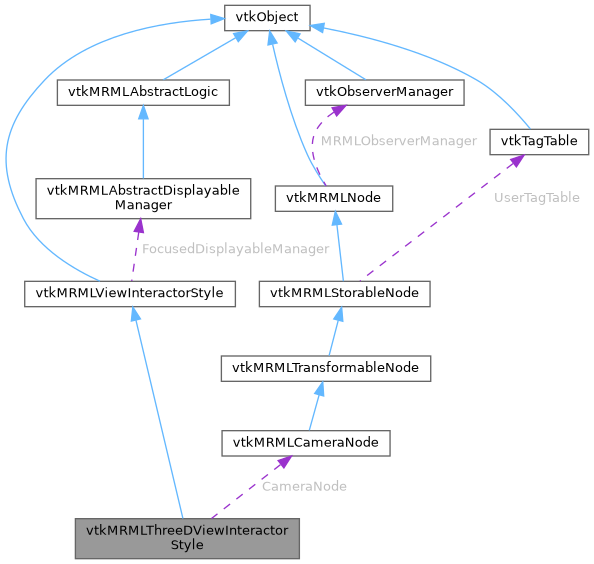 vtkObject
vtkMRMLAbstractLogic
vtkObserverManager
vtkTagTable
MRMLObserverManager
vtkMRMLAbstractDisplayable
Manager
vtkMRMLNode
UserTagTable
FocusedDisplayableManager
vtkMRMLViewInteractorStyle
vtkMRMLStorableNode
vtkMRMLTransformableNode
vtkMRMLCameraNode
CameraNode
vtkMRMLThreeDViewInteractor
Style